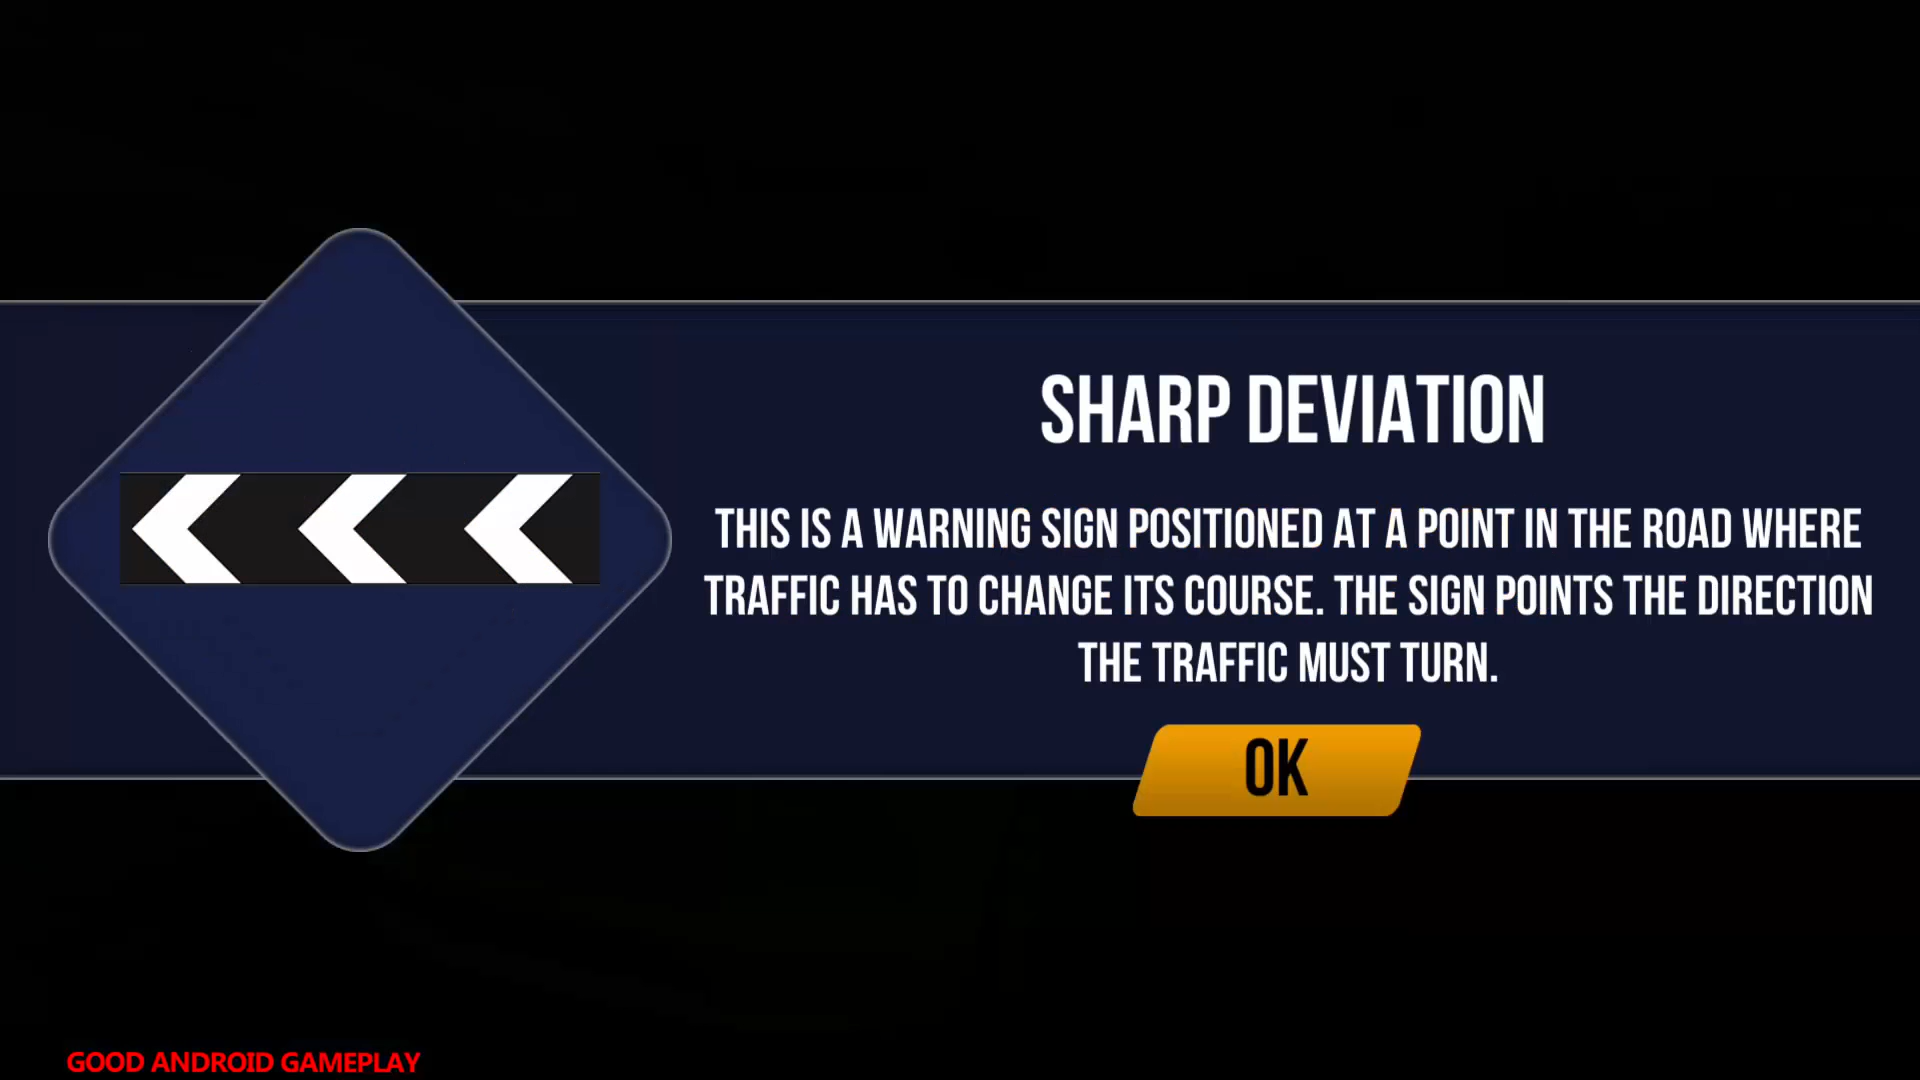 SHARP DEVIATION
THIS IS A WARNING SIGN POSITIONED AT A POINT IN THE ROAD WHERE
TRAFFIC HAS TO CHANGE ITS COURSE. THE SIGN POINTS THE DIRECTION
THE TRAFFIC MUST TURN.
OK
GOOD ANDROID GAMEPLAY